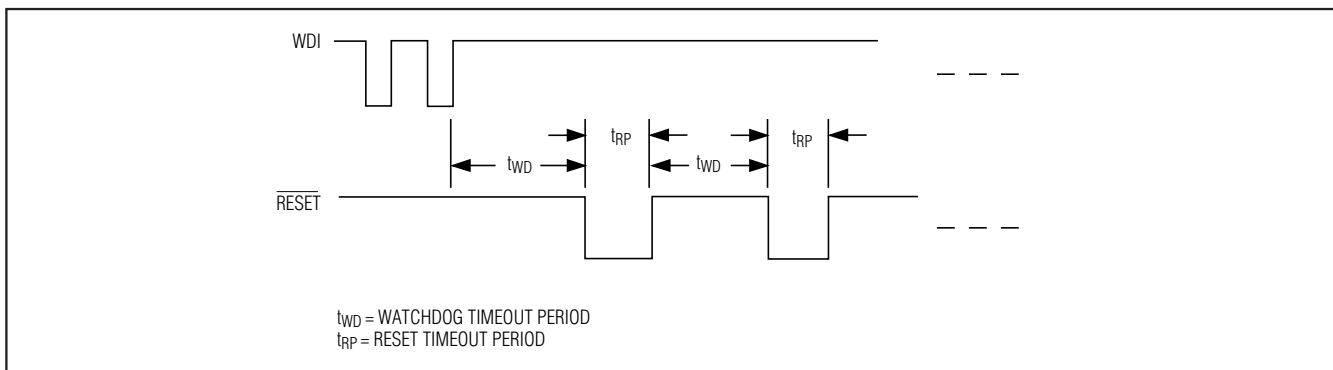 WDI
tRP
tRP
tWD
tWD
RESET
tWD = WATCHDOG TIMEOUT PERIOD
tRP = RESET TIMEOUT PERIOD